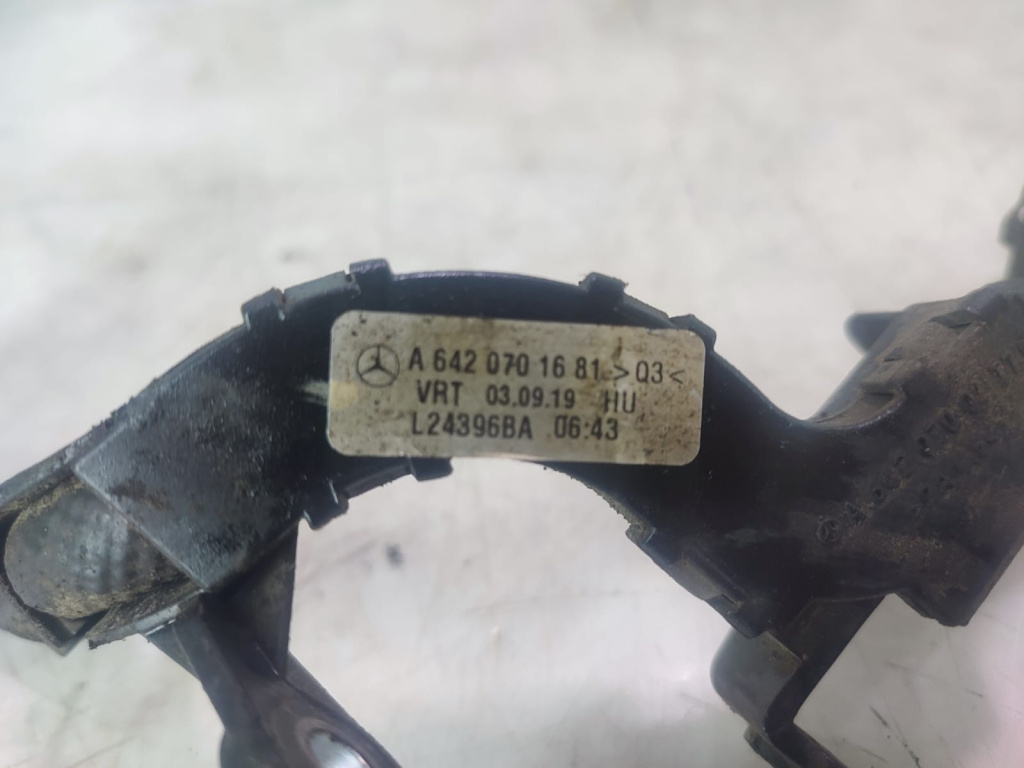 A 642 070 16 81 >Q3<
VRT 03.09.19 HU
L24396BA 06:43